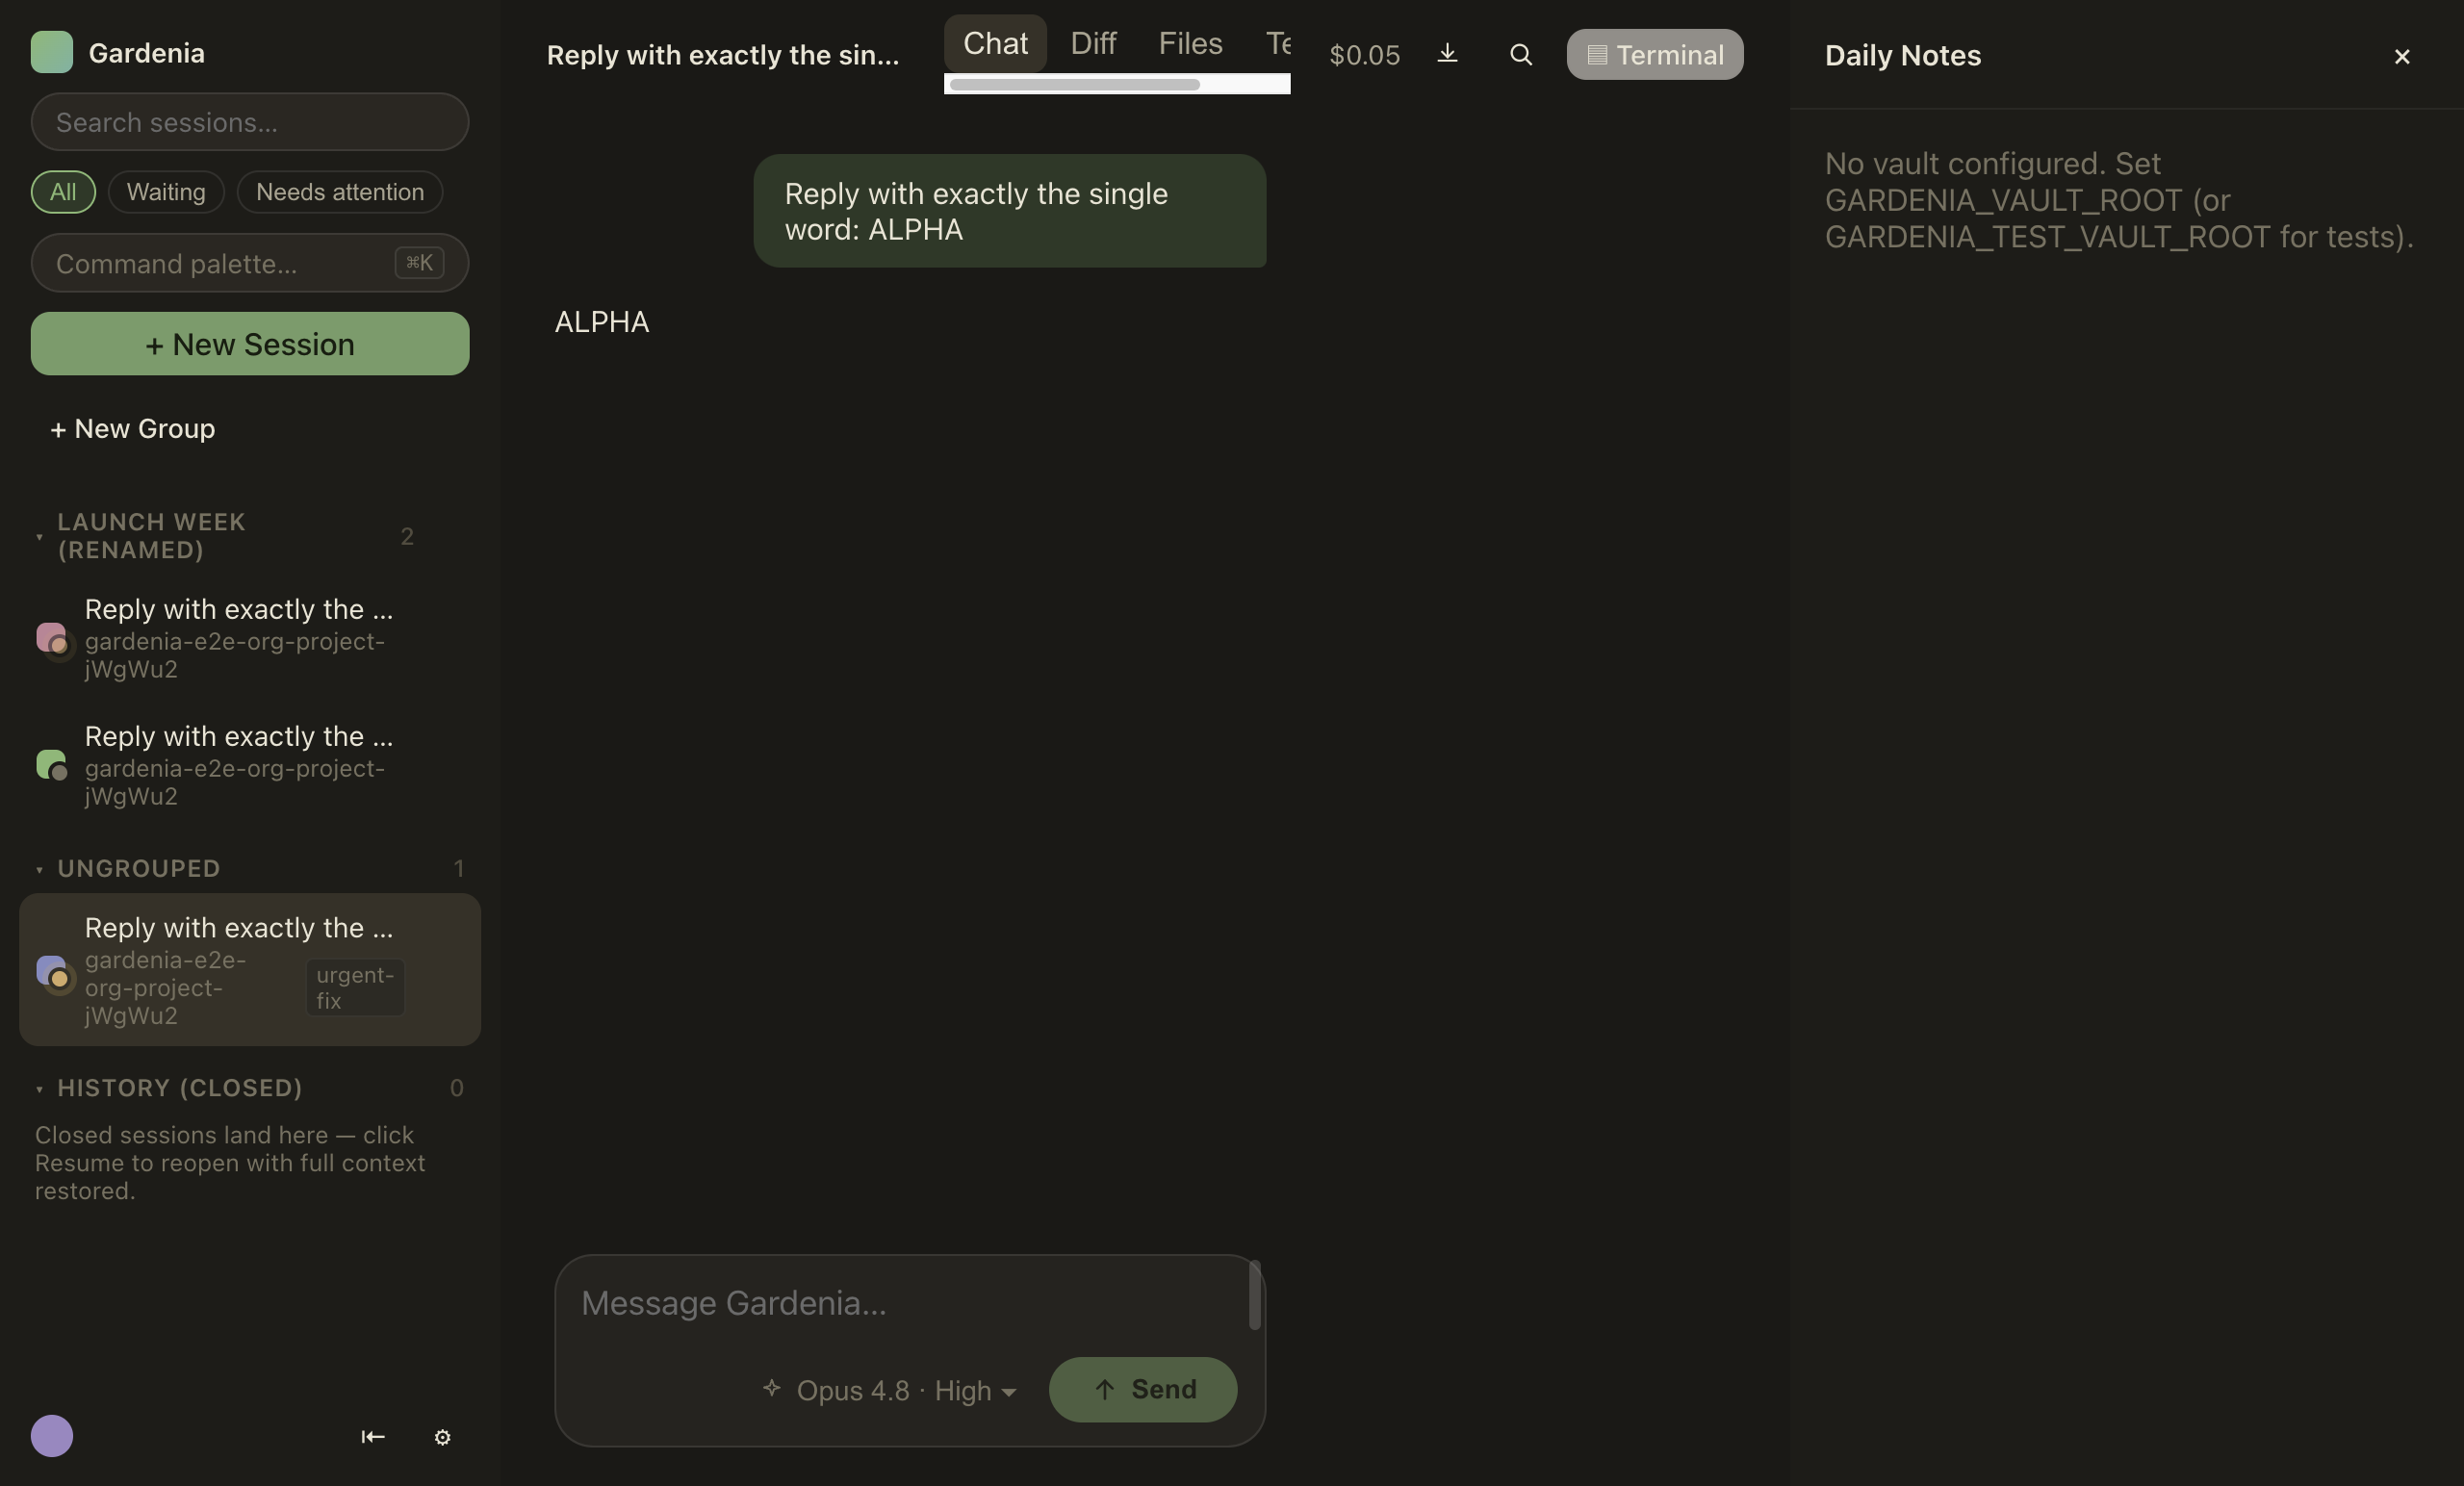 Gardenia
Search sessions...
All
Waiting
Needs attention
Command palette...
⌘K
+ New Session
+ New Group
LAUNCH WEEK
(RENAMED)
2
Reply with exactly the ...
gardenia-e2e-org-project-
jWgWu2
Reply with exactly the ...
gardenia-e2e-org-project-
jWgWu2
UNGROUPED
1
Reply with exactly the ...
gardenia-e2e-
org-project-
jWgWu2
urgent-
fix
HISTORY (CLOSED)
0
Closed sessions land here — click
Resume to reopen with full context
restored.
Reply with exactly the sin...
Chat
Diff
Files
Te
$0.05
Terminal
Reply with exactly the single
word: ALPHA
ALPHA
Message Gardenia...
Opus 4.8 · High
Send
Daily Notes
No vault configured. Set
GARDENIA_VAULT_ROOT (or
GARDENIA_TEST_VAULT_ROOT for tests).